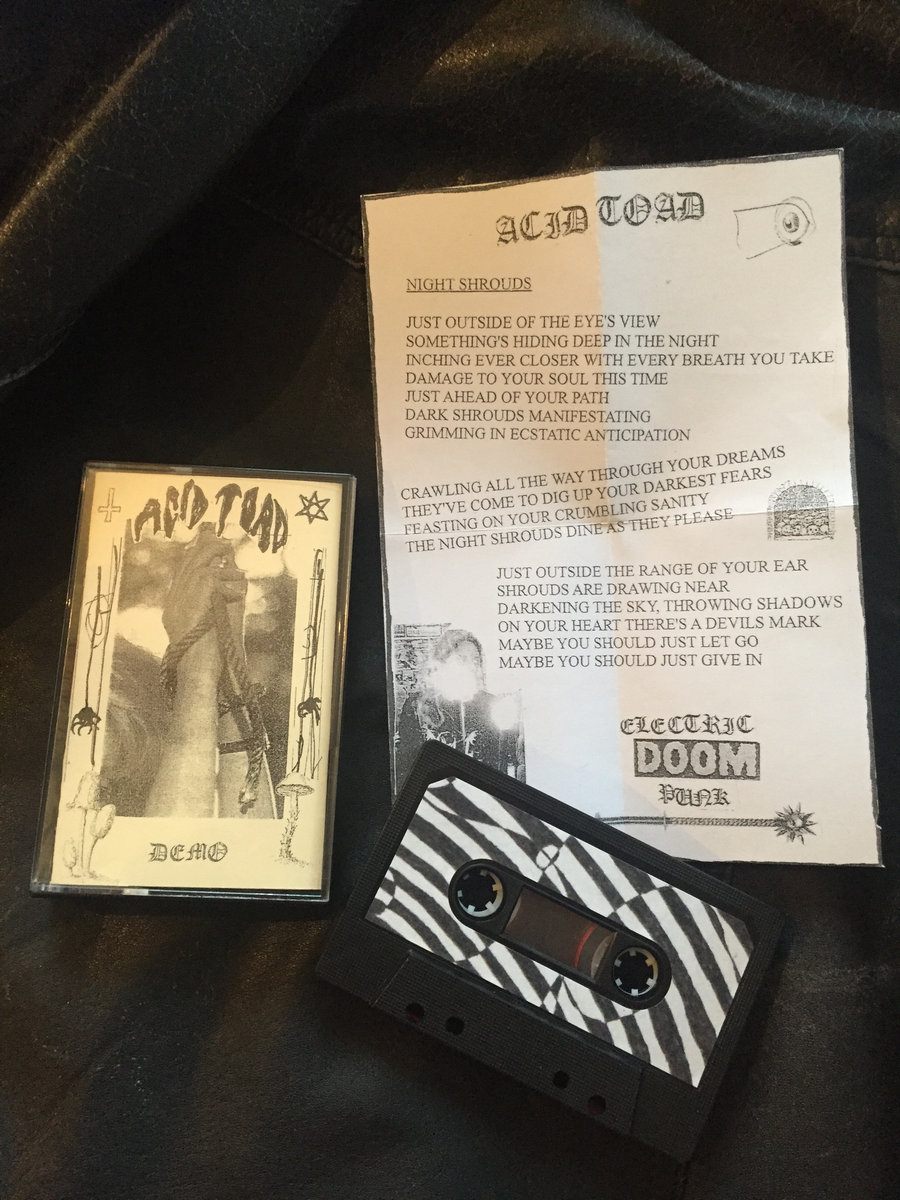 ACID TOAD
NIGHT SHROUDS
JUST OUTSIDE OF THE EYE'S VIEW
SOMETHING'S HIDING DEEP IN THE NIGHT
INCHING EVER CLOSER WITH EVERY BREATH YOU TAKE
DAMAGE TO YOUR SOUL THIS TIME
JUST AHEAD OF YOUR PATH
DARK SHROUDS MANIFESTATING
GRIMMING IN ECSTATIC ANTICIPATION
CRAWLING ALL THE WAY THROUGH YOUR DREAMS
THEY'VE COME TO DIG UP YOUR DARKEST FEARS
FEASTING ON YOUR CRUMBLING SANITY
THE NIGHT SHROUDS DINE AS THEY PLEASE
JUST OUTSIDE THE RANGE OF YOUR EAR
SHROUDS ARE DRAWING NEAR
DARKENING THE SKY, THROWING SHADOWS
ON YOUR HEART THERE'S A DEVILS MARK
MAYBE YOU SHOULD JUST LET GO
MAYBE YOU SHOULD JUST GIVE IN
ELECTRIC
DOOM
PUNK
ACID TOAD
DEMO